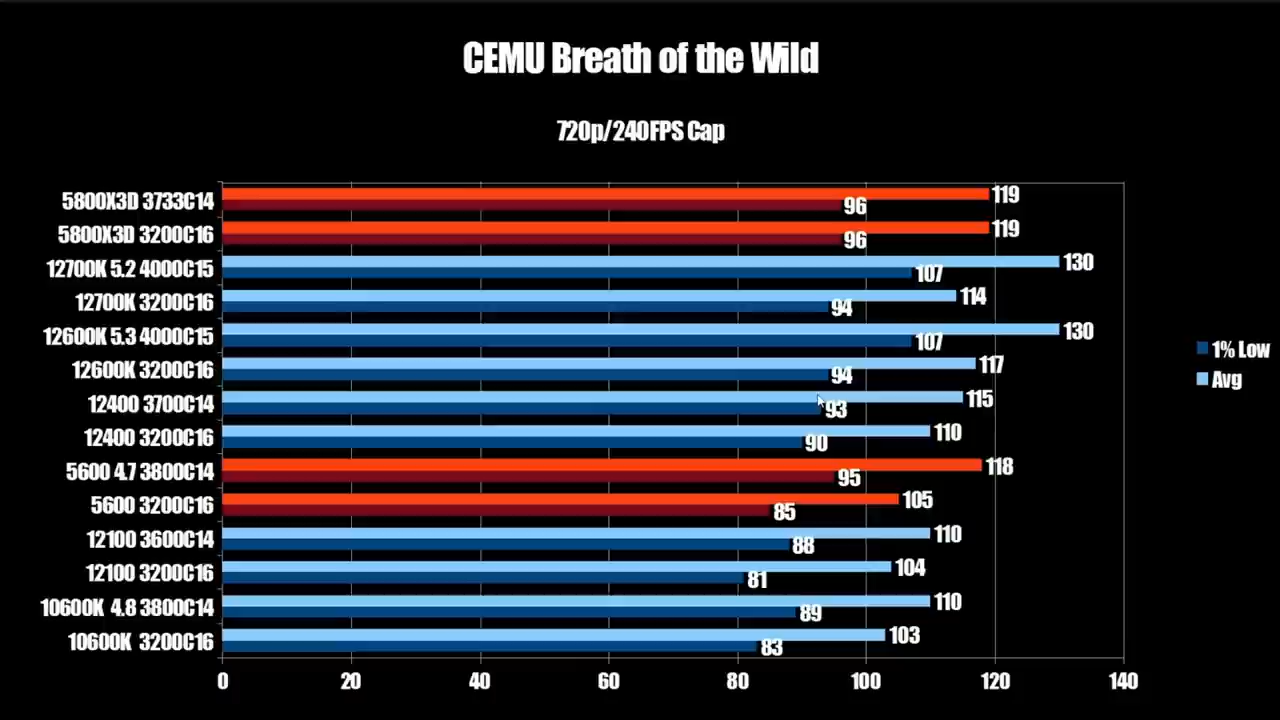 CEMU Breath of the Wild
720p/240FPS Cap
5800X3D 3733C14 119 96
5800X3D 3200C16 119 96
12700K 5.2 4000C15 130 107
12700K 3200C16 114 94
12600K 5.3 4000C15 130 107
12600K 3200C16 117 94
12400 3700C14 115 93
12400 3200C16 110 90
5600 4.7 3800C14 118 95
5600 3200C16 105 85
12100 3600C14 110 88
12100 3200C16 104 81
10600K 4.8 3800C14 110 89
10600K 3200C16 103 83
0 20 40 60 80 100 120 140
1% Low
Avg